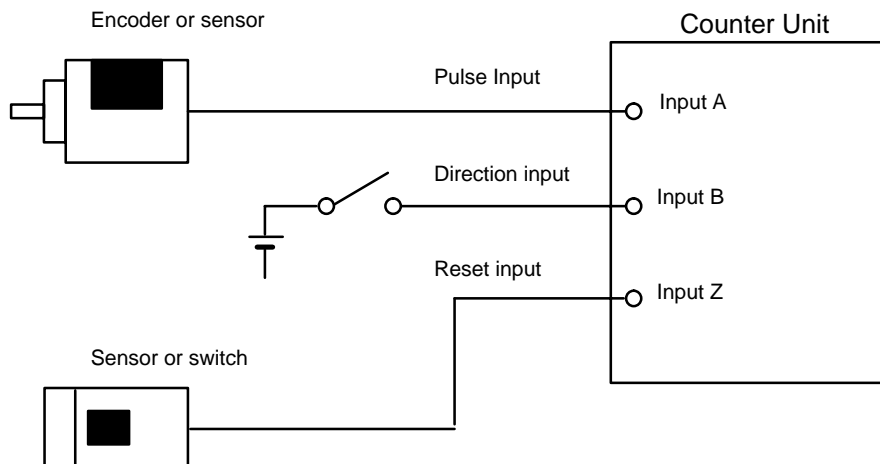 Encoder or sensor
Counter Unit
Pulse Input
Input A
Direction input
Input B
Reset input
Input Z
Sensor or switch